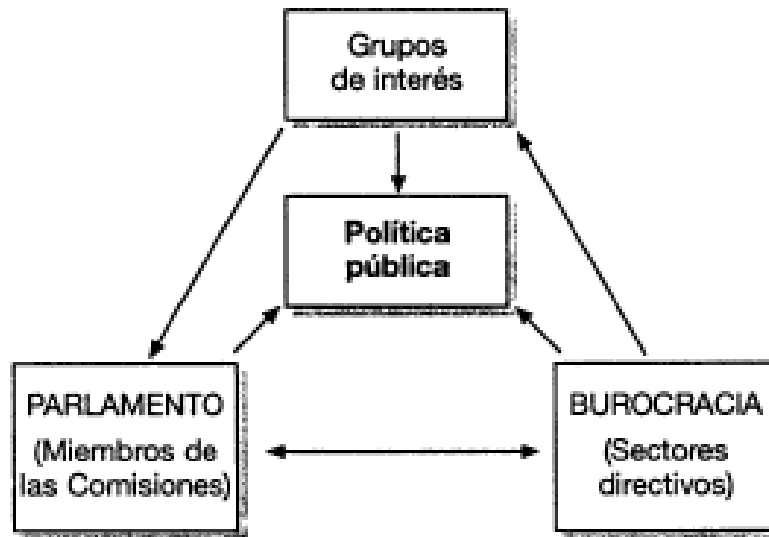 Grupos
de interés
Política
pública
PARLAMENTO
(Miembros de
las Comisiones)
BUROCRACIA
(Sectores
directivos)